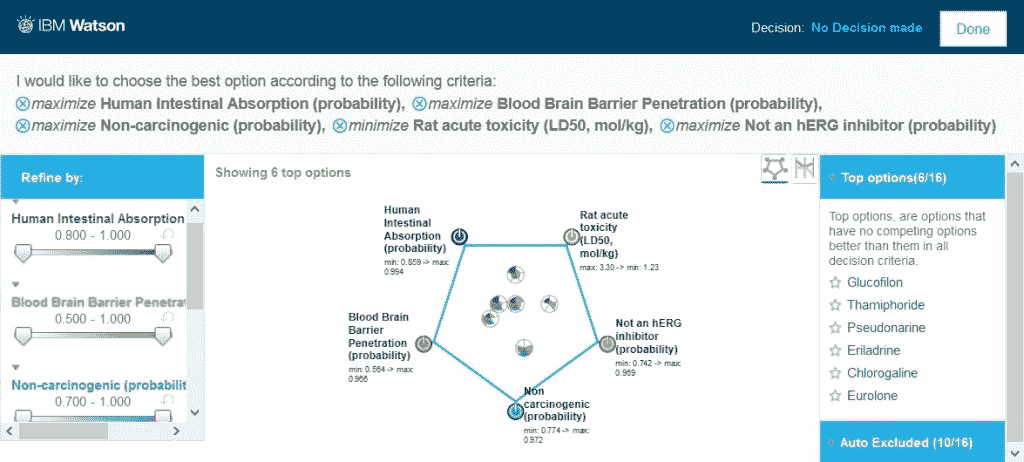 IBM Watson
Decision: No Decision made
Done
I would like to choose the best option according to the following criteria:
maximize Human Intestinal Absorption (probability), maximize Blood Brain Barrier Penetration (probability),
maximize Non-carcinogenic (probability), minimize Rat acute toxicity (LD50, mol/kg), maximize Not an hERG inhibitor (probability)
Refine by:
Human Intestinal Absorption
0.800 - 1.000
Blood Brain Barrier Penetra
0.500 - 1.000
Non-carcinogenic (probabilit
0.700 - 1.000
Showing 6 top options
Human
Intestinal
Absorption
(probability)
min: 0.859 -> max:
0.994
Rat acute
toxicity
(LD50,
mol/kg)
max: 3.30 -> min: 1.23
Blood Brain
Barrier
Penetration
(probability)
min: 0.594 -> max:
0.966
Not an hERG
inhibitor
(probability)
min: 0.742 -> max:
0.969
Non
carcinogenic
(probability)
min: 0.774 -> max:
0.972
Top options(6/16)
Top options, are options that
have no competing options
better than them in all
decision criteria.
Glucofilon
Thamiphoride
Pseudonarine
Eriladrine
Chlorogaline
Eurolone
Auto Excluded (10/16)